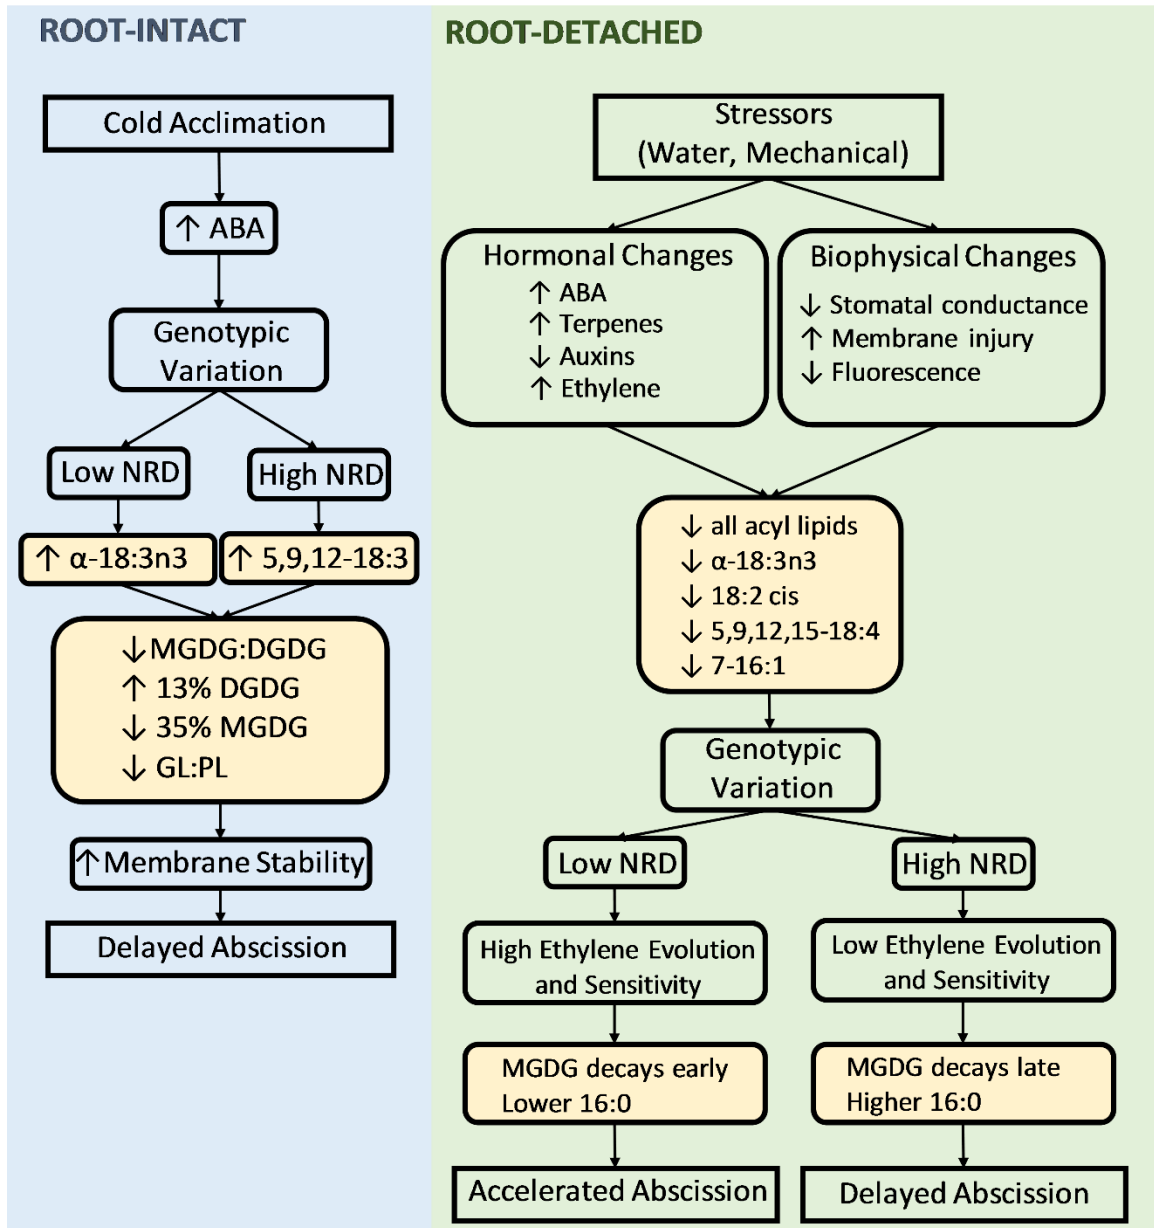 ROOT-INTACT
Cold Acclimation
↑ ABA
Genotypic
Variation
Low NRD
High NRD
↑ α-18:3n3
↑ 5,9,12-18:3
↓MGDG:DGDG
↑ 13% DGDG
↓ 35% MGDG
↓ GL:PL
↑Membrane Stability
Delayed Abscission
ROOT-DETACHED
Stressors
(Water, Mechanical)
Hormonal Changes
↑ ABA
↑ Terpenes
↓ Auxins
↑ Ethylene
Biophysical Changes
↓ Stomatal conductance
↑ Membrane injury
↓ Fluorescence
↓ all acyl lipids
↓ α-18:3n3
↓ 18:2 cis
↓ 5,9,12,15-18:4
↓ 7-16:1
Genotypic
Variation
Low NRD
High NRD
High Ethylene Evolution
and Sensitivity
Low Ethylene Evolution
and Sensitivity
MGDG decays early
Lower 16:0
MGDG decays late
Higher 16:0
Accelerated Abscission
Delayed Abscission